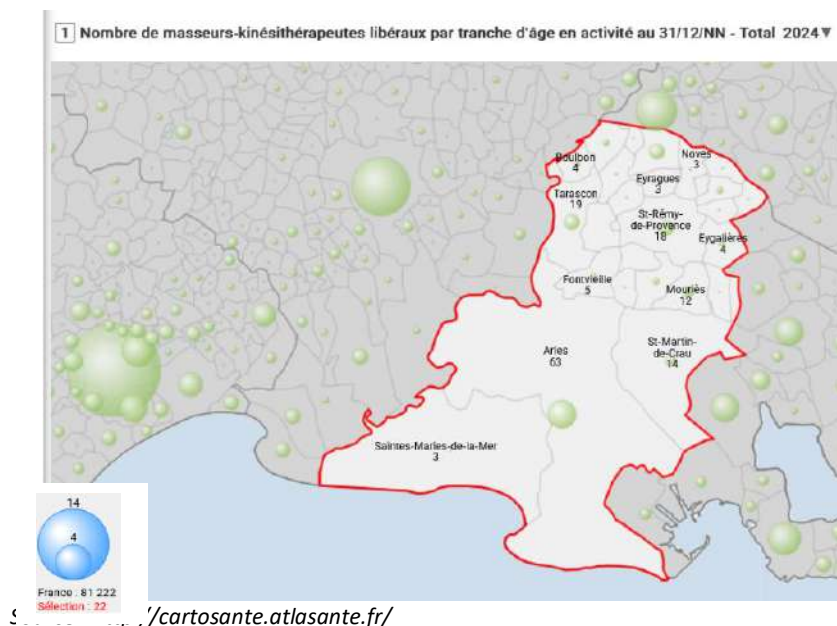 1 Nombre de masseurs-kinésithérapeutes libéraux par tranche d'âge en activité au 31/12/NN - Total 2024▼
Boulbon
4
Noves
3
Eyragues
3
Tarascon
19
St-Rémy-
de-Provence
18
Eygalières
4
Fontvieille
5
Mouriès
12
Arles
63
St-Martin-
de-Crau
14
Saintes-Maries-de-la-Mer
3
14
4
France : 81 222
Sélection : 22
//cartosante.atlasante.fr/